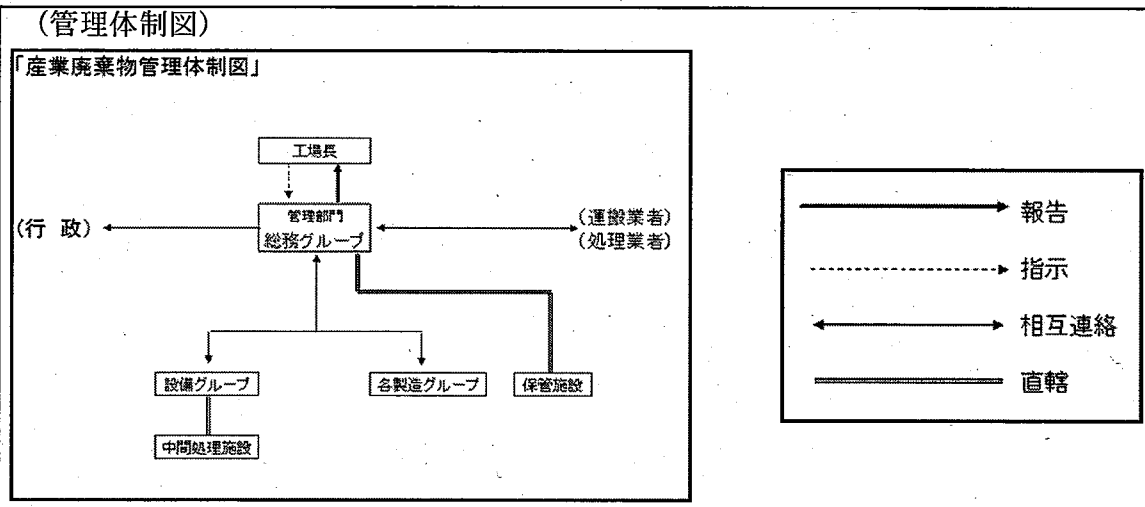 (管理体制図)
「産業廃棄物管理体制図」
工場長
管理部門
総務グループ
(行 政)
(運搬業者)
(処理業者)
設備グループ
各製造グループ
保管施設
中間処理施設
報告
指示
相互連絡
直轄